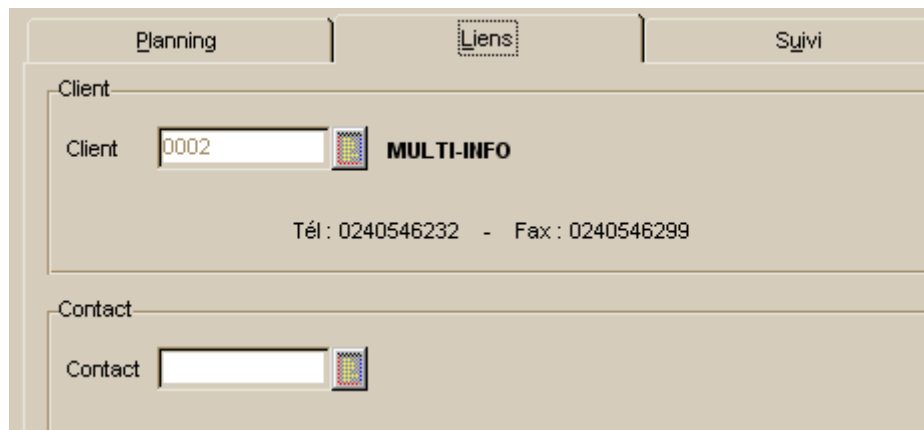 Planning Liens Suivi
Client
Client 0002 MULTI-INFO
Tél : 0240546232 - Fax : 0240546299
Contact
Contact